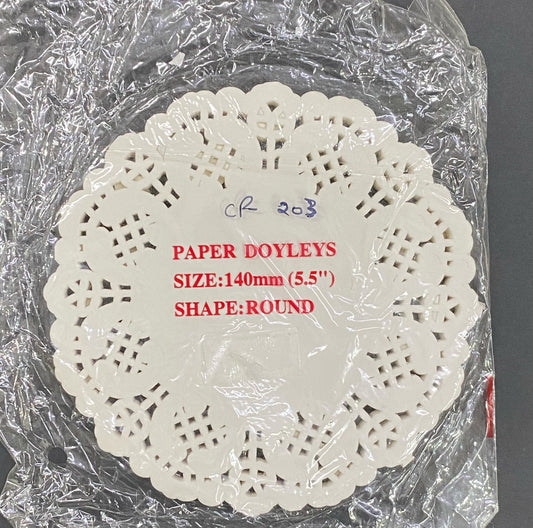 CR 203
PAPER DOYLEYS
SIZE:140mm (5.5")
SHAPE:ROUND